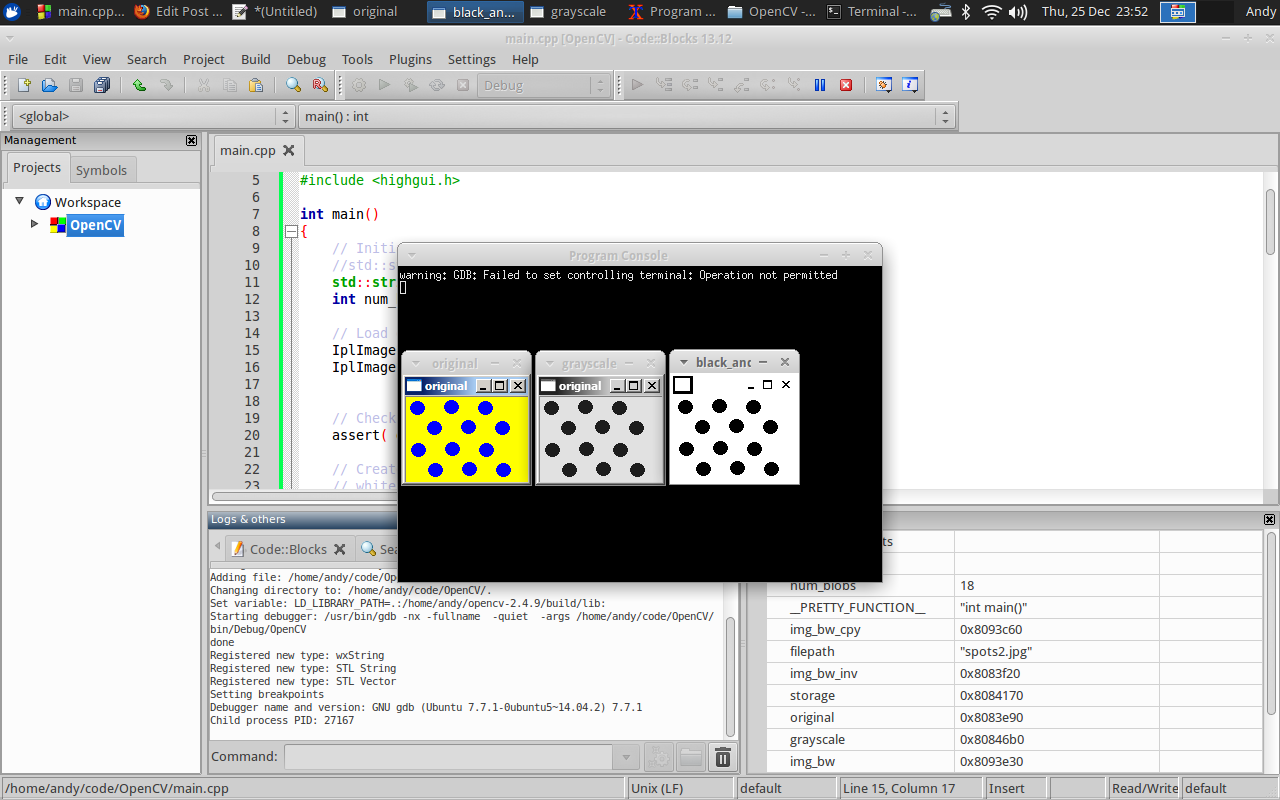 main.cpp... Edit Post ... *(Untitled) original black_an... grayscale Program ... OpenCV -... Terminal -... Thu, 25 Dec 23:52 Andy
main.cpp [OpenCV] - Code::Blocks 13.12
File Edit View Search Project Build Debug Tools Plugins Settings Help
Debug
<global> main() : int
Management
Projects Symbols
Workspace
OpenCV
main.cpp
5 #include <highgui.h>
6
7 int main()
8 {
9 // Initi
10 //std::s
11 std::str
12 int num_
13
14 // Load
15 IplImage
16 IplImage
17
18
19 // Check
20 assert(
21
22 // Creat
23 // white
Program Console
warning: GDB: Failed to set controlling terminal: Operation not permitted
original grayscale black_and
original original
Logs & others
Code::Blocks Sea
Adding file: /home/andy/code/Op
Changing directory to: /home/andy/code/OpenCV/.
Set variable: LD_LIBRARY_PATH=.:/home/andy/opencv-2.4.9/build/lib:
Starting debugger: /usr/bin/gdb -nx -fullname -quiet -args /home/andy/code/OpenCV/
bin/Debug/OpenCV
done
Registered new type: wxString
Registered new type: STL String
Registered new type: STL Vector
Setting breakpoints
Debugger name and version: GNU gdb (Ubuntu 7.7.1-0ubuntu5~14.04.2) 7.7.1
Child process PID: 27167
Command:
ts
num_blobs 18
__PRETTY_FUNCTION__ "int main()"
img_bw_cpy 0x8093c60
filepath "spots2.jpg"
img_bw_inv 0x8083f20
storage 0x8084170
original 0x8083e90
grayscale 0x80846b0
img_bw 0x8093e30
/home/andy/code/OpenCV/main.cpp Unix (LF) default Line 15, Column 17 Insert Read/Write default